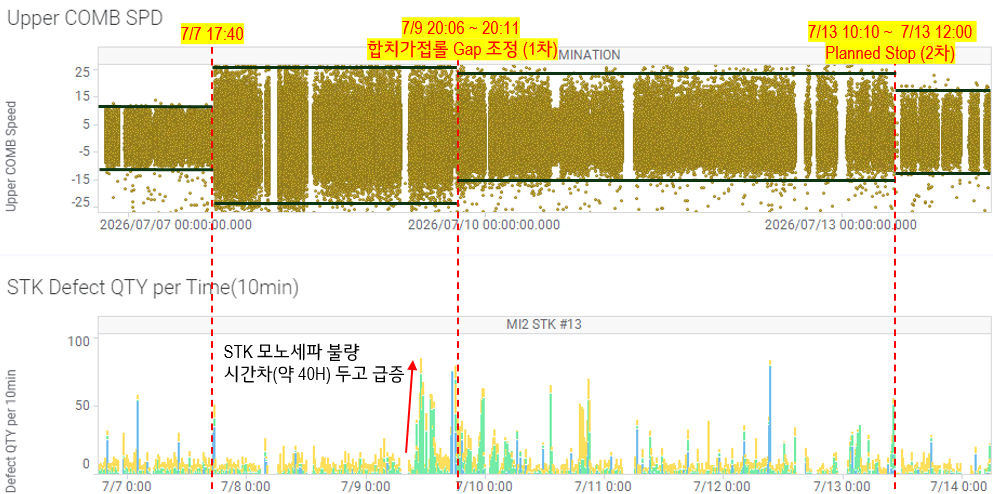 Upper COMB SPD
7/7 17:40
7/9 20:06 ~ 20:11
합치가접롤 Gap 조정 (1차)
MINATION
7/13 10:10 ~ 7/13 12:00
Planned Stop (2차)
Upper COMB Speed
25
15
5
-5
-15
-25
2026/07/07 00:00:00.000
2026/07/10 00:00:00.000
2026/07/13 00:00:00.000
STK Defect QTY per Time(10min)
MI2 STK #13
STK 모노세파 불량
시간차(약 40H) 두고 급증
Defect QTY per 10min
100
50
0
7/7 0:00
7/8 0:00
7/9 0:00
7/10 0:00
7/11 0:00
7/12 0:00
7/13 0:00
7/14 0:00